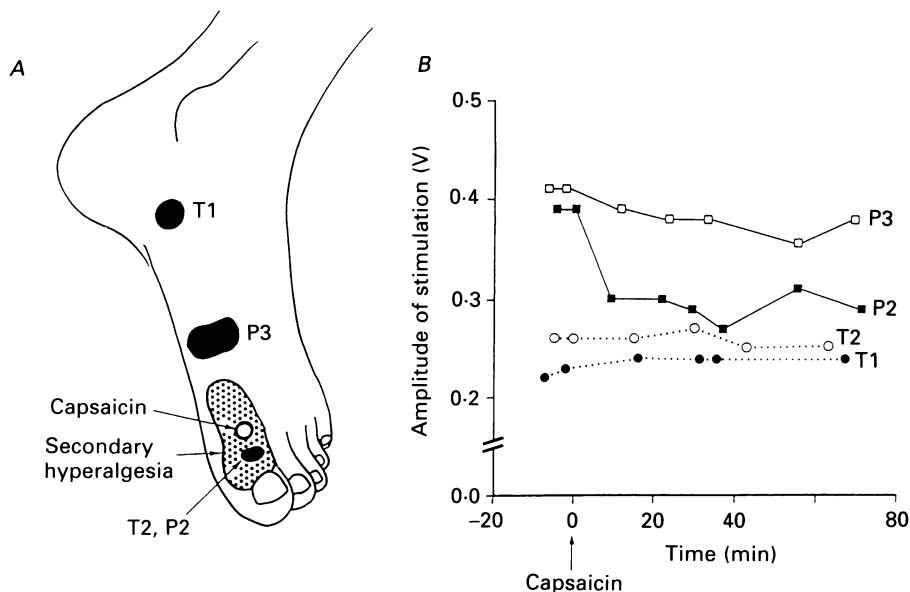 A
T1
P3
Capsaicin
Secondary
hyperalgesia
T2, P2
B
Amplitude of stimulation (V)
0·5
0·4
0·3
0·2
0·0
P3
P2
T2
T1
−20 0 20 40 80
Time (min)
Capsaicin